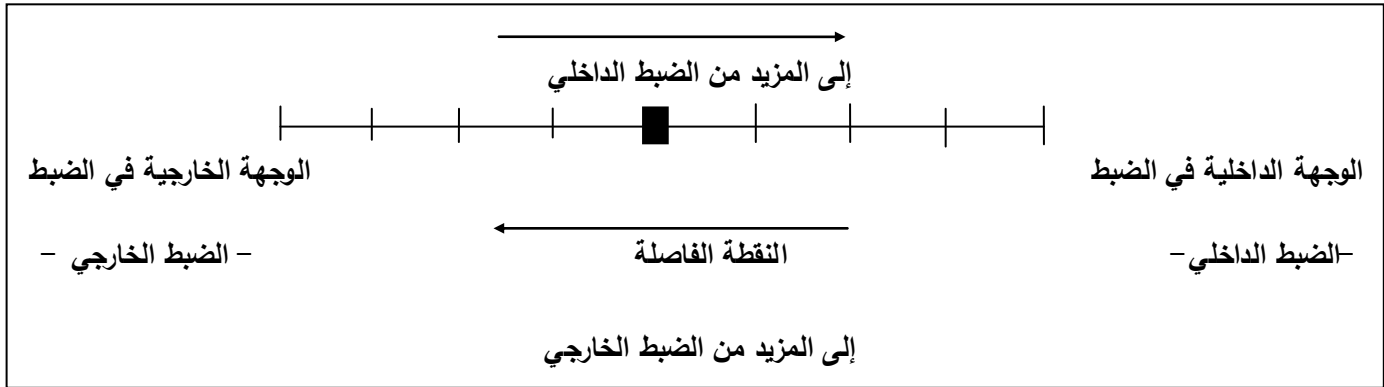 إلى المزيد من الضبط الداخلي
الوجهة الداخلية في الضبط الوجهة الخارجية في الضبط
–الضبط الداخلي– النقطة الفاصلة – الضبط الخارجي –
إلى المزيد من الضبط الخارجي